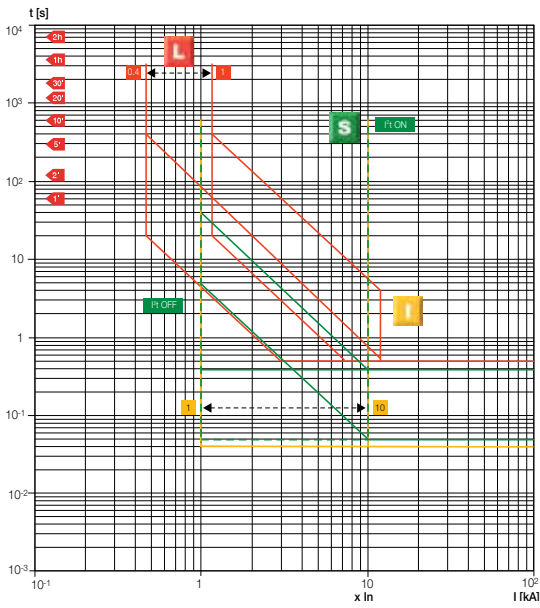 t [s]
10⁴
2h
L
1h
0.4
1
30'
20'
10³
10'
S
I²t ON
5'
10²
2'
1'
10
I²t OFF
I
1
1
10
10⁻¹
10⁻²
10⁻³
10⁻¹
1
10
10²
x In
I [kA]